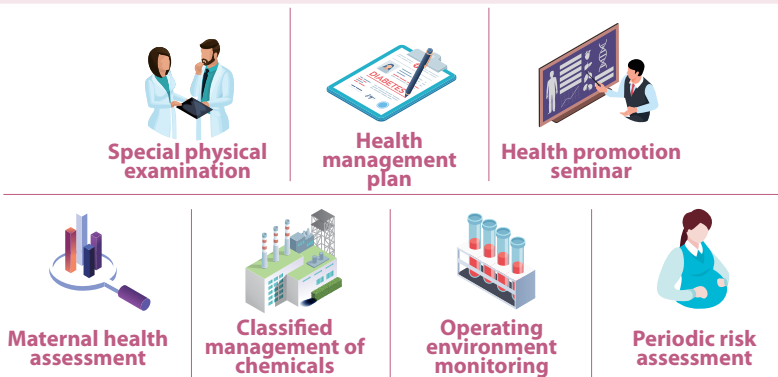 DIABETES
Special physical
examination
Health
management
plan
Health promotion
seminar
Maternal health
assessment
Classified
management of
chemicals
Operating
environment
monitoring
Periodic risk
assessment